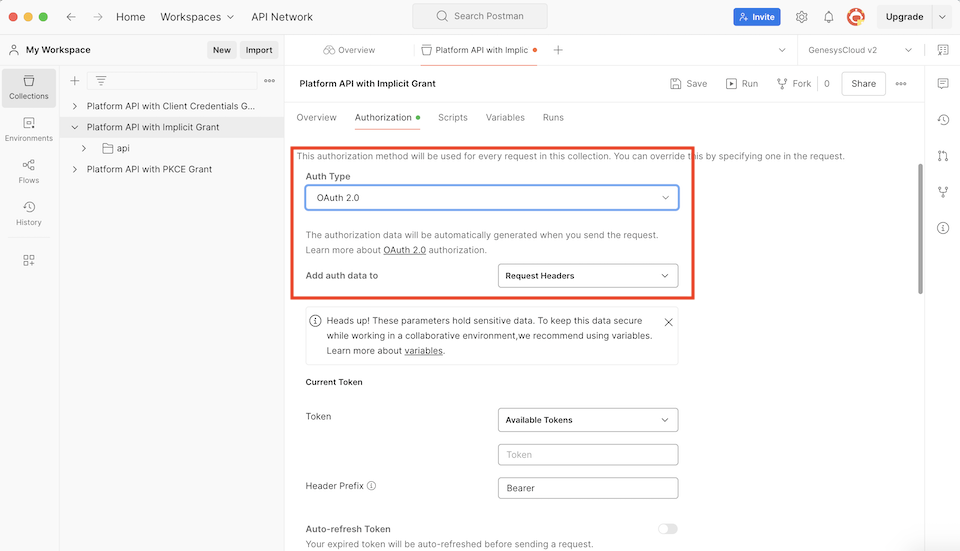 Home Workspaces API Network Search Postman Invite Upgrade
My Workspace New Import Overview Platform API with Implic GenesysCloud v2
Collections
Environments
Flows
History
Platform API with Client Credentials G...
Platform API with Implicit Grant
api
Platform API with PKCE Grant
Platform API with Implicit Grant Save Run Fork 0 Share
Overview Authorization Scripts Variables Runs
This authorization method will be used for every request in this collection. You can override this by specifying one in the request.
Auth Type
OAuth 2.0
The authorization data will be automatically generated when you send the request.
Learn more about OAuth 2.0 authorization.
Add auth data to Request Headers
Heads up! These parameters hold sensitive data. To keep this data secure
while working in a collaborative environment,we recommend using variables.
Learn more about variables.
Current Token
Token Available Tokens
Token
Header Prefix Bearer
Auto-refresh Token
Your expired token will be auto-refreshed before sending a request.